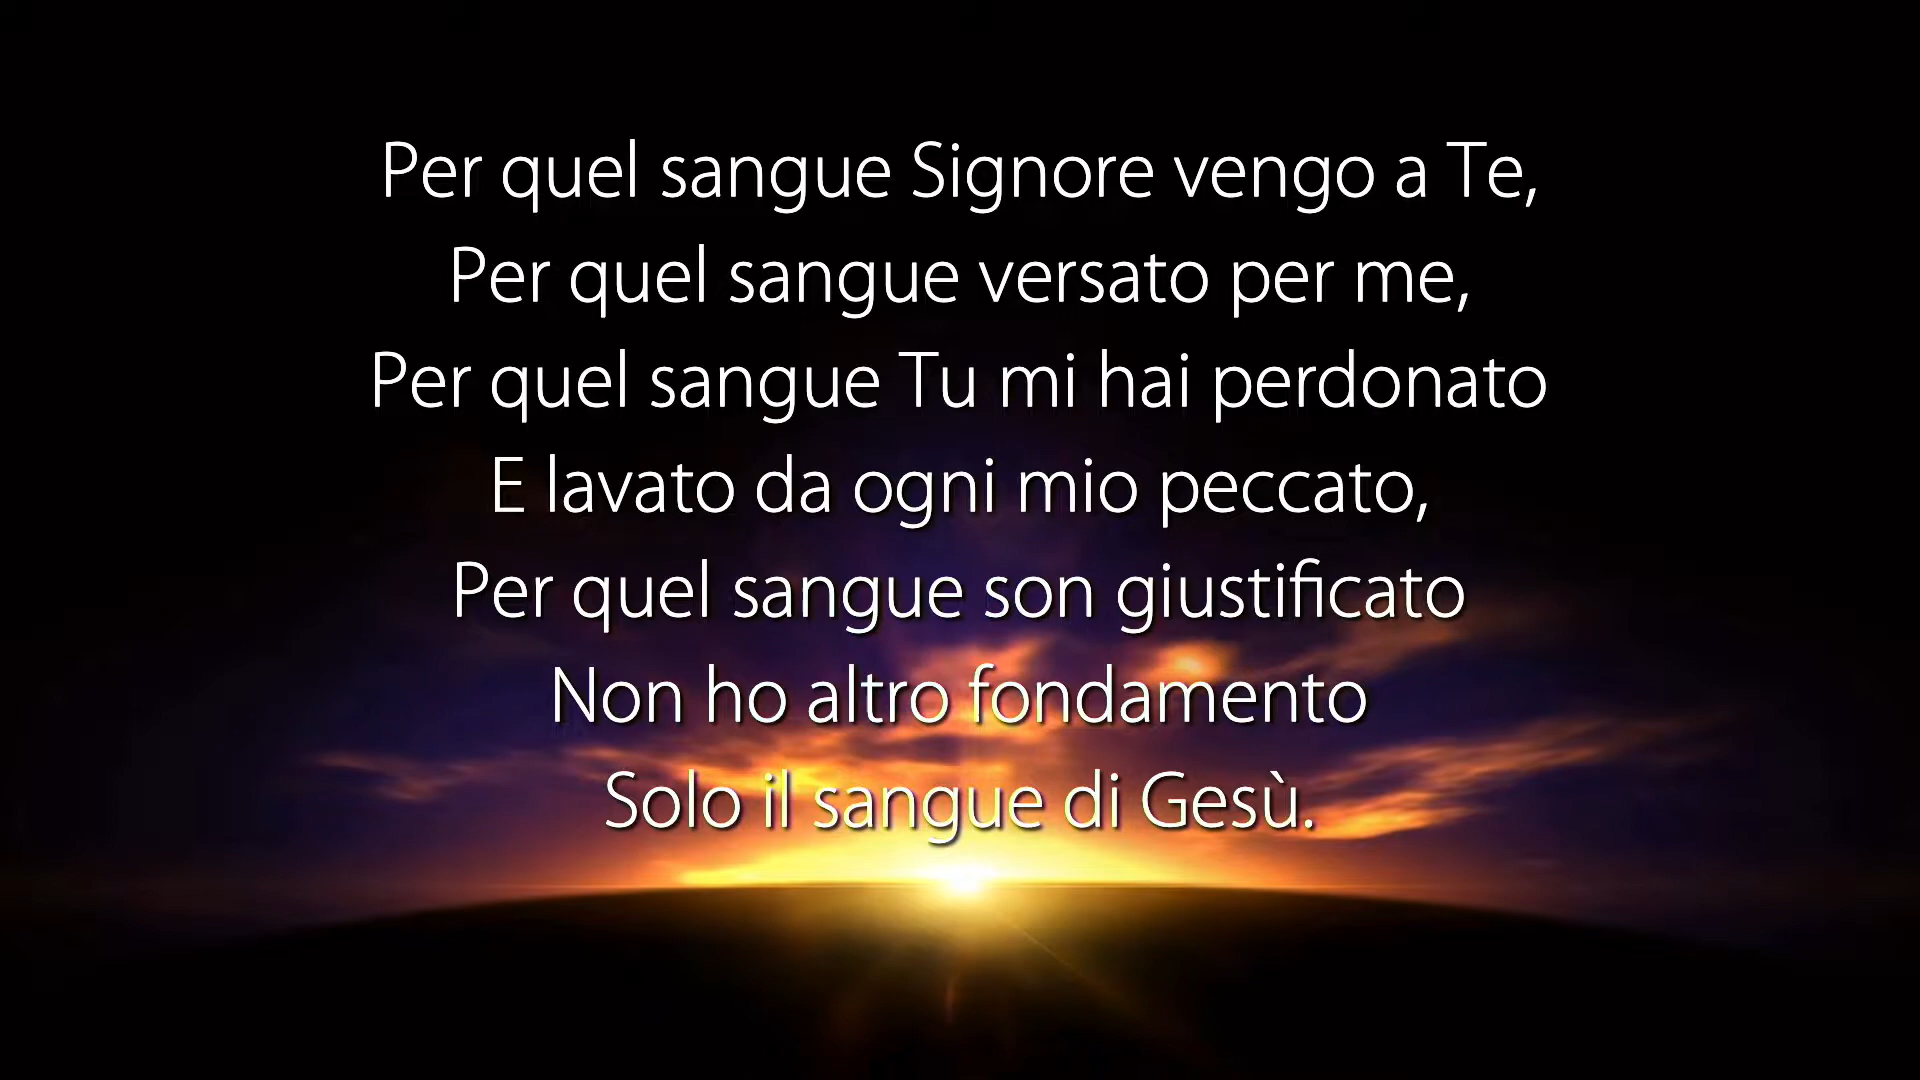 Per quel sangue Signore vengo a Te,
Per quel sangue versato per me,
Per quel sangue Tu mi hai perdonato
E lavato da ogni mio peccato,
Per quel sangue son giustificato
Non ho altro fondamento
Solo il sangue di Gesù.